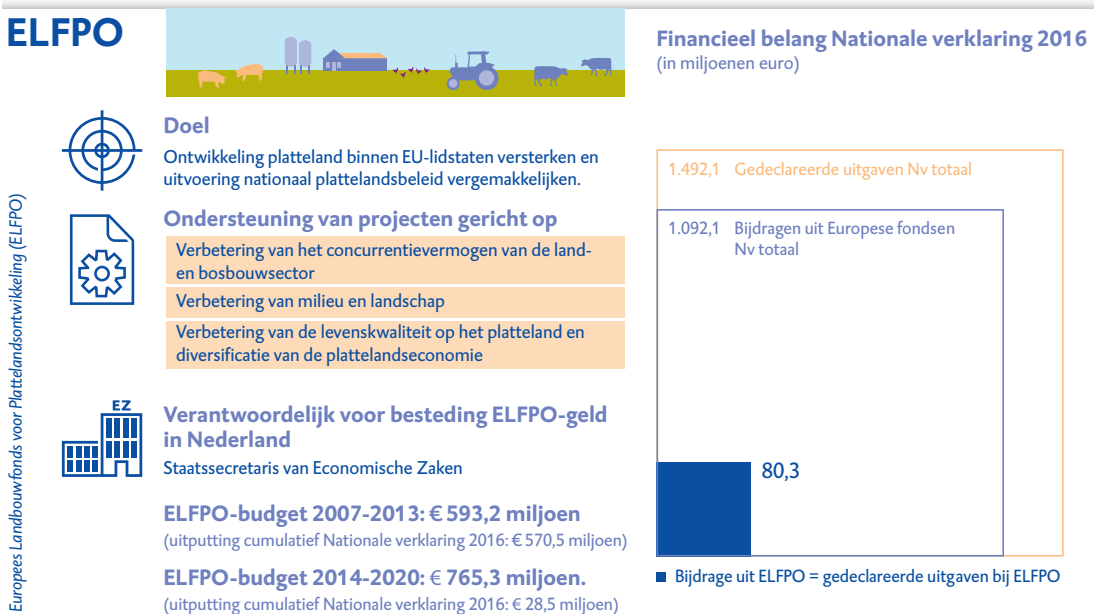 ELFPO
Europees Landbouwfonds voor Plattelandsontwikkeling (ELFPO)
Doel
Ontwikkeling platteland binnen EU-lidstaten versterken en
uitvoering nationaal plattelandsbeleid vergemakkelijken.
Ondersteuning van projecten gericht op
Verbetering van het concurrentievermogen van de land-
en bosbouwsector
Verbetering van milieu en landschap
Verbetering van de levenskwaliteit op het platteland en
diversificatie van de plattelandseconomie
EZ
Verantwoordelijk voor besteding ELFPO-geld
in Nederland
Staatssecretaris van Economische Zaken
ELFPO-budget 2007-2013: € 593,2 miljoen
(uitputting cumulatief Nationale verklaring 2016: € 570,5 miljoen)
ELFPO-budget 2014-2020: € 765,3 miljoen.
(uitputting cumulatief Nationale verklaring 2016: € 28,5 miljoen)
Financieel belang Nationale verklaring 2016
(in miljoenen euro)
1.492,1 Gedeclareerde uitgaven Nv totaal
1.092,1 Bijdragen uit Europese fondsen
Nv totaal
80,3
Bijdrage uit ELFPO = gedeclareerde uitgaven bij ELFPO